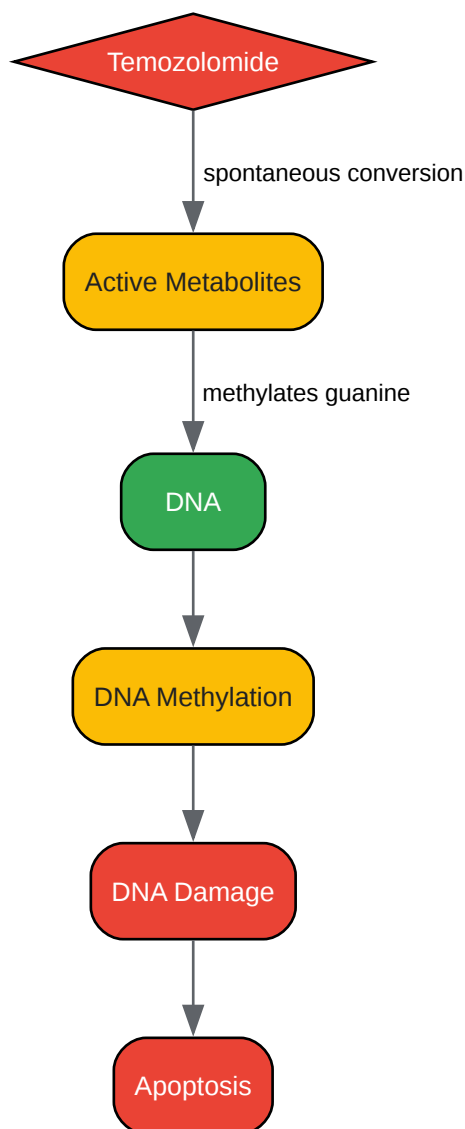 Temozolomide
spontaneous conversion
Active Metabolites
methylates guanine
DNA
DNA Methylation
DNA Damage
Apoptosis